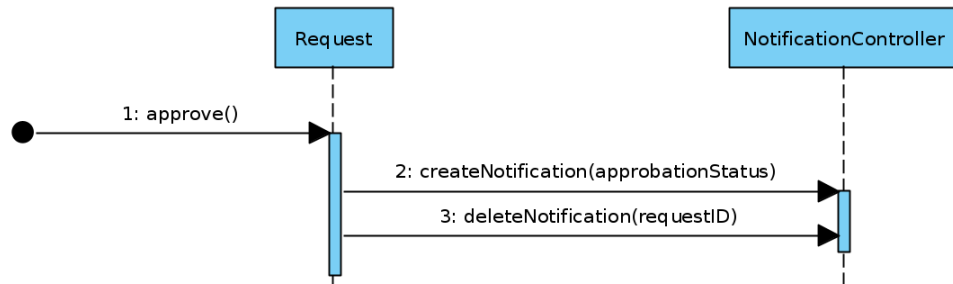 Request
NotificationController
1: approve()
2: createNotification(approbationStatus)
3: deleteNotification(requestID)